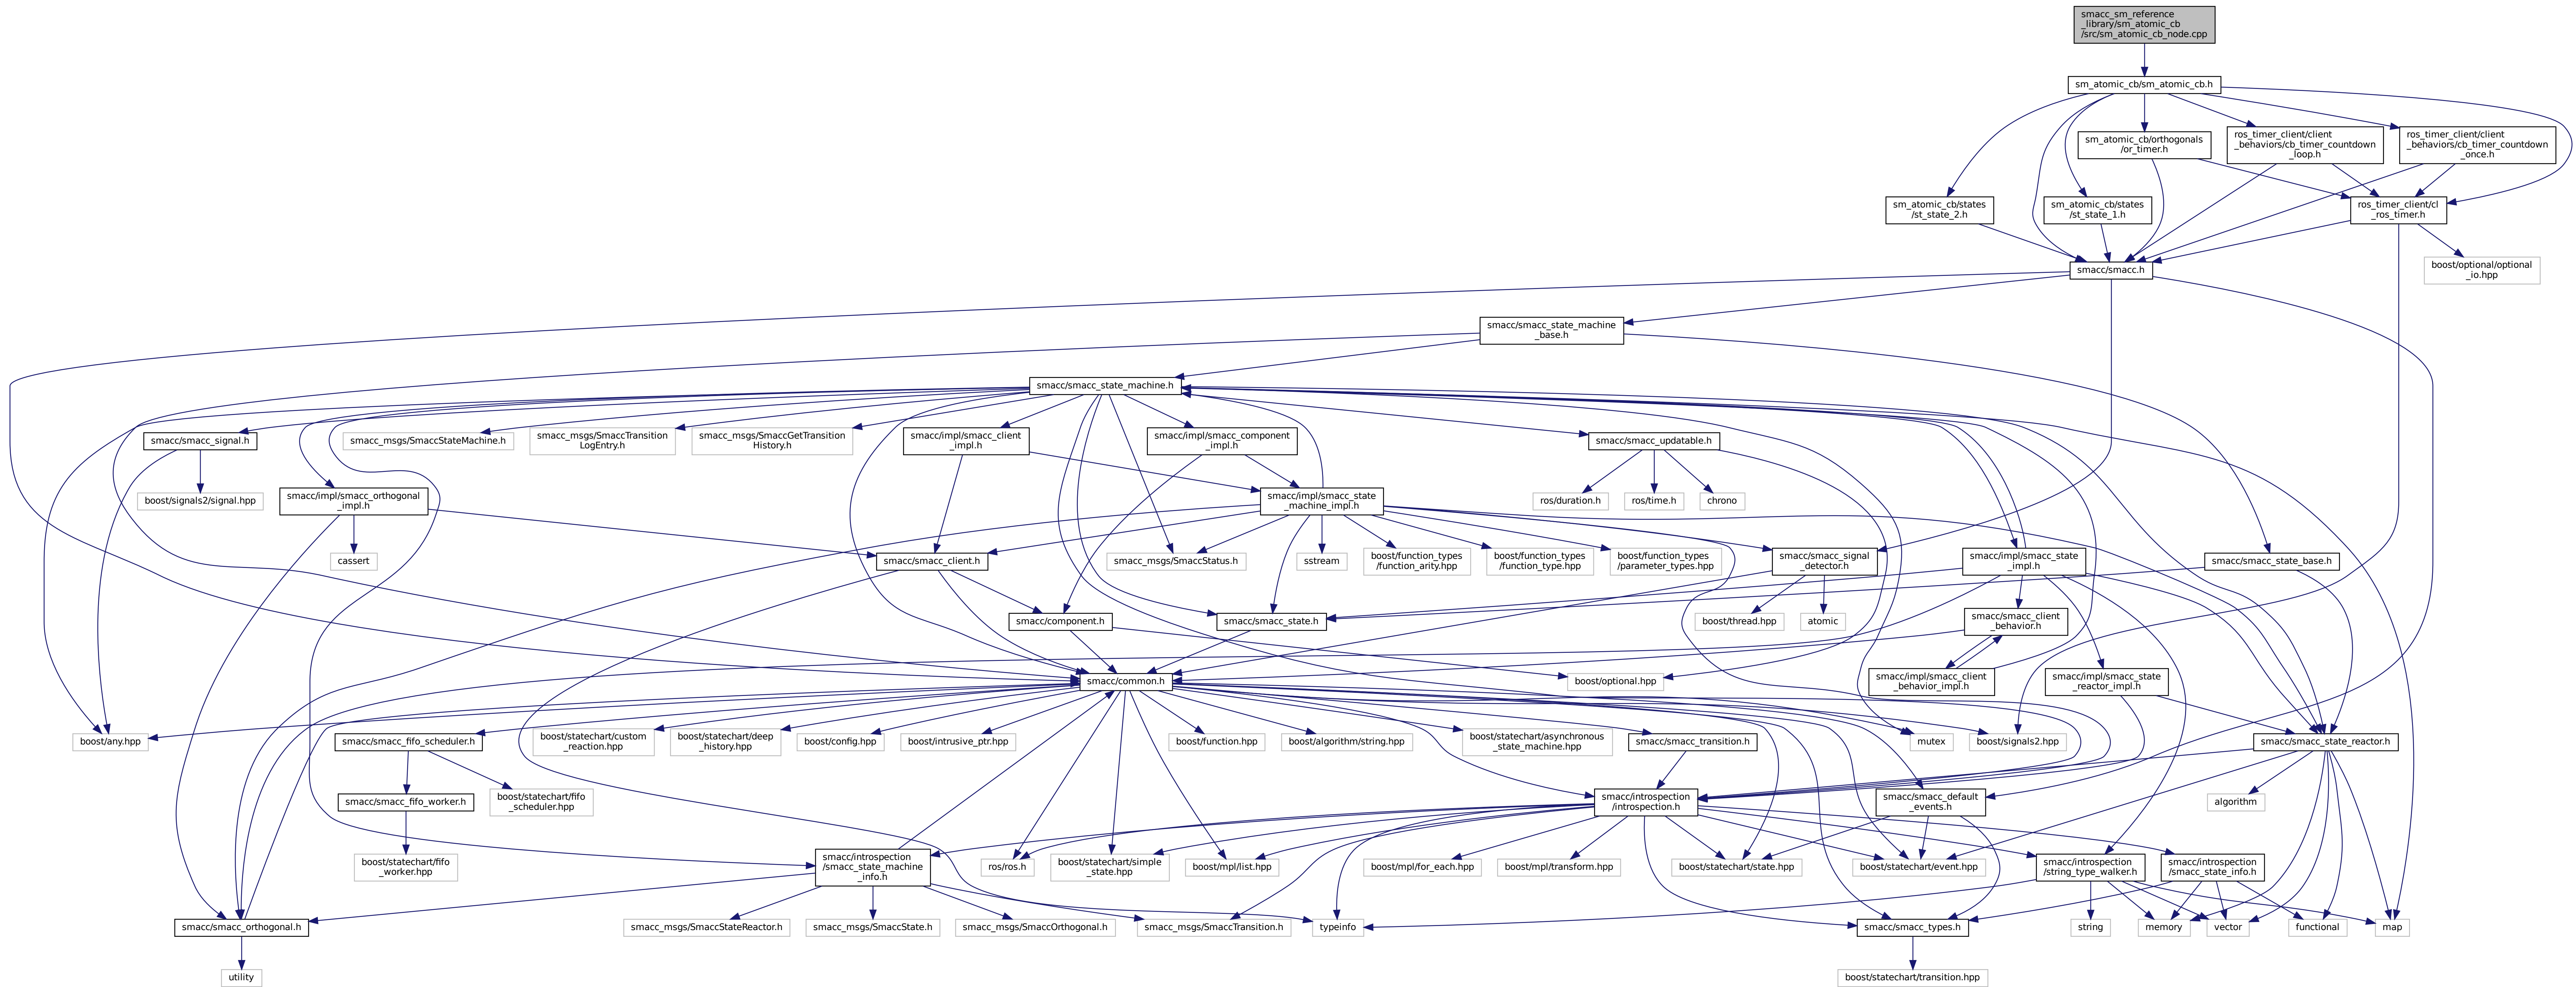 smacc_sm_reference
_library/sm_atomic_cb
/src/sm_atomic_cb_node.cpp
sm_atomic_cb/sm_atomic_cb.h
sm_atomic_cb/orthogonals
/or_timer.h
ros_timer_client/client
_behaviors/cb_timer_countdown
_loop.h
ros_timer_client/client
_behaviors/cb_timer_countdown
_once.h
sm_atomic_cb/states
/st_state_2.h
sm_atomic_cb/states
/st_state_1.h
ros_timer_client/cl
_ros_timer.h
smacc/smacc.h
boost/optional/optional
_io.hpp
smacc/smacc_state_machine
_base.h
smacc/smacc_state_machine.h
smacc/smacc_signal.h
smacc_msgs/SmaccStateMachine.h
smacc_msgs/SmaccTransition
LogEntry.h
smacc_msgs/SmaccGetTransition
History.h
smacc/impl/smacc_client
_impl.h
smacc/impl/smacc_component
_impl.h
smacc/smacc_updatable.h
boost/signals2/signal.hpp
smacc/impl/smacc_orthogonal
_impl.h
smacc/impl/smacc_state
_machine_impl.h
ros/duration.h
ros/time.h
chrono
cassert
smacc/smacc_client.h
smacc_msgs/SmaccStatus.h
sstream
boost/function_types
/function_arity.hpp
boost/function_types
/function_type.hpp
boost/function_types
/parameter_types.hpp
smacc/smacc_signal
_detector.h
smacc/impl/smacc_state
_impl.h
smacc/smacc_state_base.h
smacc/component.h
smacc/smacc_state.h
boost/thread.hpp
atomic
smacc/smacc_client
_behavior.h
smacc/common.h
boost/optional.hpp
smacc/impl/smacc_client
_behavior_impl.h
smacc/impl/smacc_state
_reactor_impl.h
boost/any.hpp
smacc/smacc_fifo_scheduler.h
boost/statechart/custom
_reaction.hpp
boost/statechart/deep
_history.hpp
boost/config.hpp
boost/intrusive_ptr.hpp
boost/function.hpp
boost/algorithm/string.hpp
boost/statechart/asynchronous
_state_machine.hpp
smacc/smacc_transition.h
mutex
boost/signals2.hpp
smacc/smacc_state_reactor.h
smacc/smacc_fifo_worker.h
boost/statechart/fifo
_scheduler.hpp
smacc/introspection
/introspection.h
smacc/smacc_default
_events.h
algorithm
boost/statechart/fifo
_worker.hpp
smacc/introspection
/smacc_state_machine
_info.h
ros/ros.h
boost/statechart/simple
_state.hpp
boost/mpl/list.hpp
boost/mpl/for_each.hpp
boost/mpl/transform.hpp
boost/statechart/state.hpp
boost/statechart/event.hpp
smacc/introspection
/string_type_walker.h
smacc/introspection
/smacc_state_info.h
smacc/smacc_orthogonal.h
smacc_msgs/SmaccStateReactor.h
smacc_msgs/SmaccState.h
smacc_msgs/SmaccOrthogonal.h
smacc_msgs/SmaccTransition.h
typeinfo
smacc/smacc_types.h
string
memory
vector
functional
map
utility
boost/statechart/transition.hpp